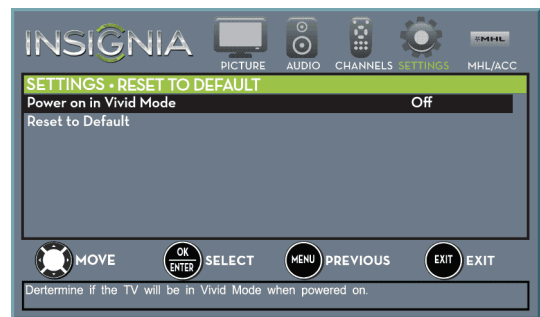 INSIGNIA
PICTURE AUDIO CHANNELS SETTINGS MHL/ACC
MHL
SETTINGS • RESET TO DEFAULT
Power on in Vivid Mode Off
Reset to Default
MOVE OK ENTER SELECT MENU PREVIOUS EXIT EXIT
Dertermine if the TV will be in Vivid Mode when powered on.